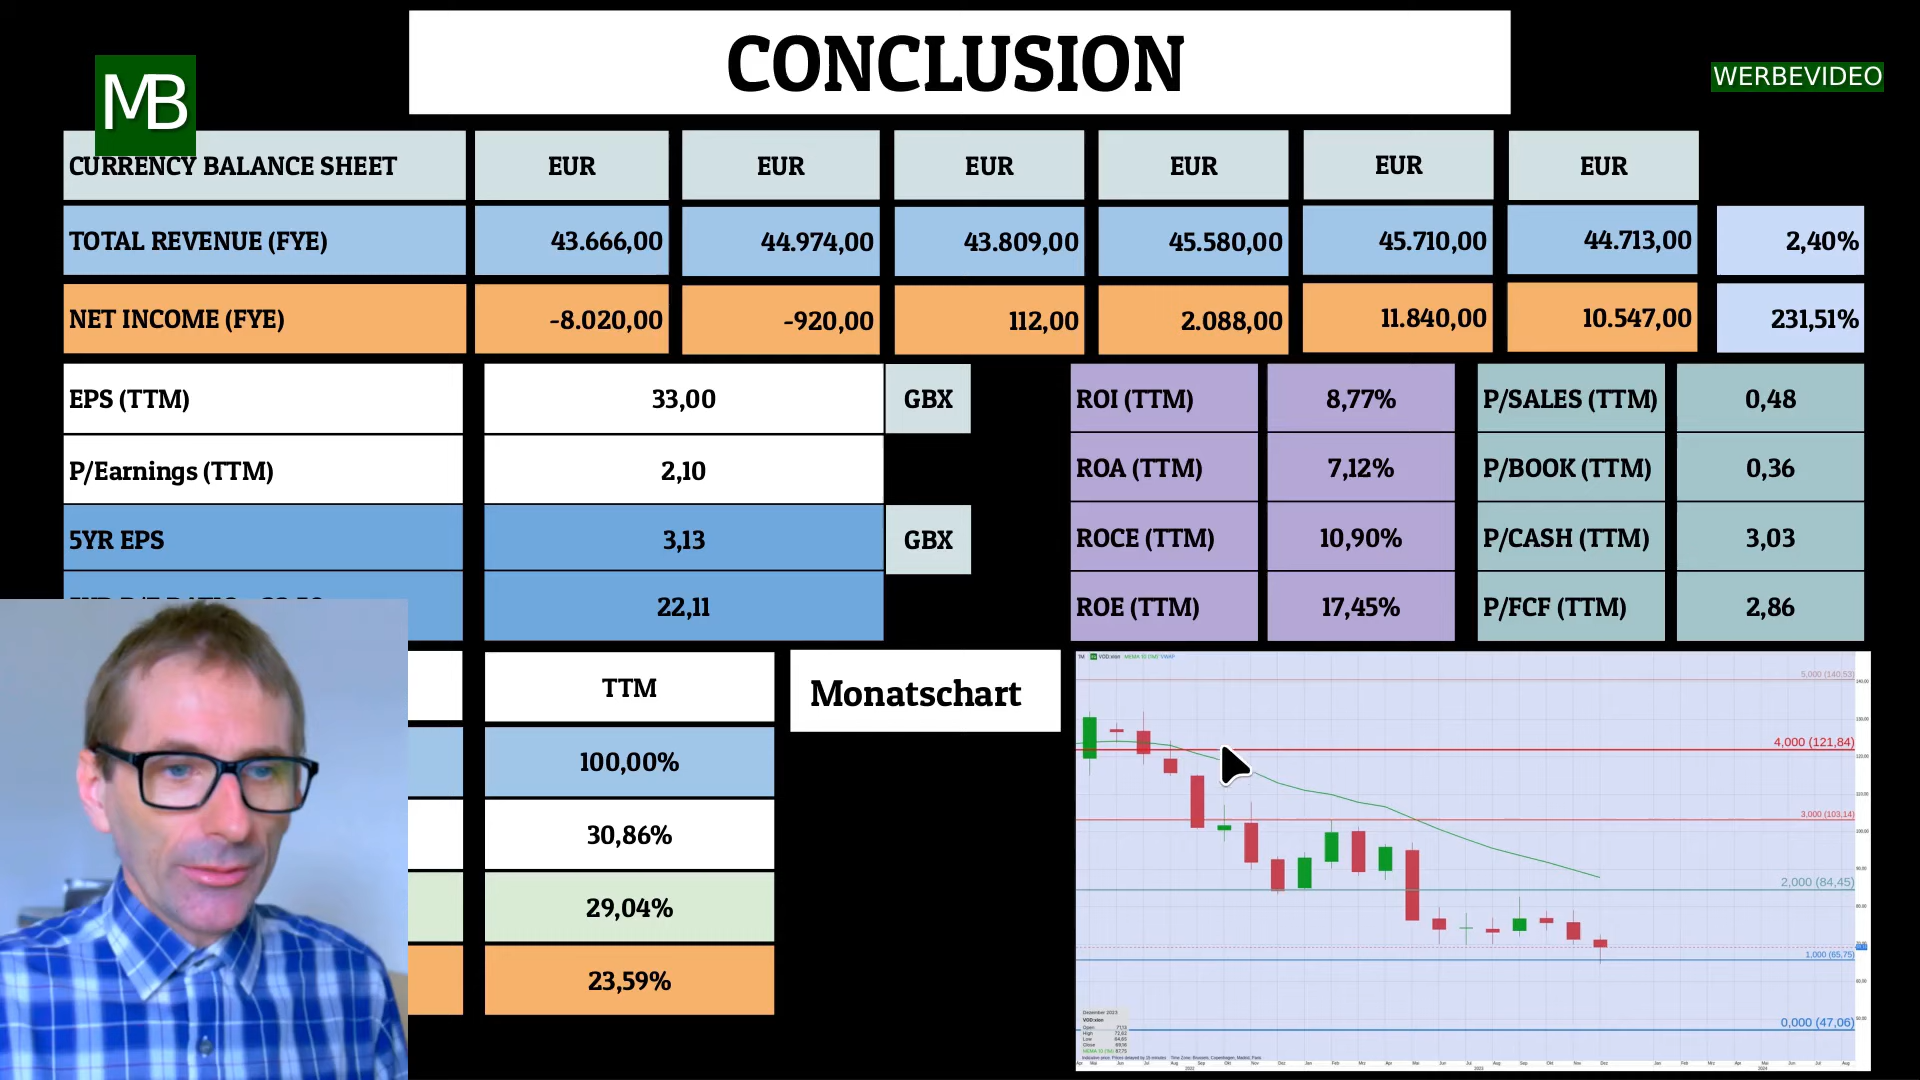 CONCLUSION
MB
WERBEVIDEO
CURRENCY BALANCE SHEET EUR EUR EUR EUR EUR EUR
TOTAL REVENUE (FYE) 43.666,00 44.974,00 43.809,00 45.580,00 45.710,00 44.713,00 2,40%
NET INCOME (FYE) -8.020,00 -920,00 112,00 2.088,00 11.840,00 10.547,00 231,51%
EPS (TTM) 33,00 GBX ROI (TTM) 8,77% P/SALES (TTM) 0,48
P/Earnings (TTM) 2,10 ROA (TTM) 7,12% P/BOOK (TTM) 0,36
5YR EPS 3,13 GBX ROCE (TTM) 10,90% P/CASH (TTM) 3,03
22,11 ROE (TTM) 17,45% P/FCF (TTM) 2,86
TTM Monatschart
100,00%
30,86%
29,04%
23,59%
5,000 (140,53)
4,000 (121,84)
3,000 (103,14)
2,000 (84,45)
1,000 (65,75)
0,000 (47,06)